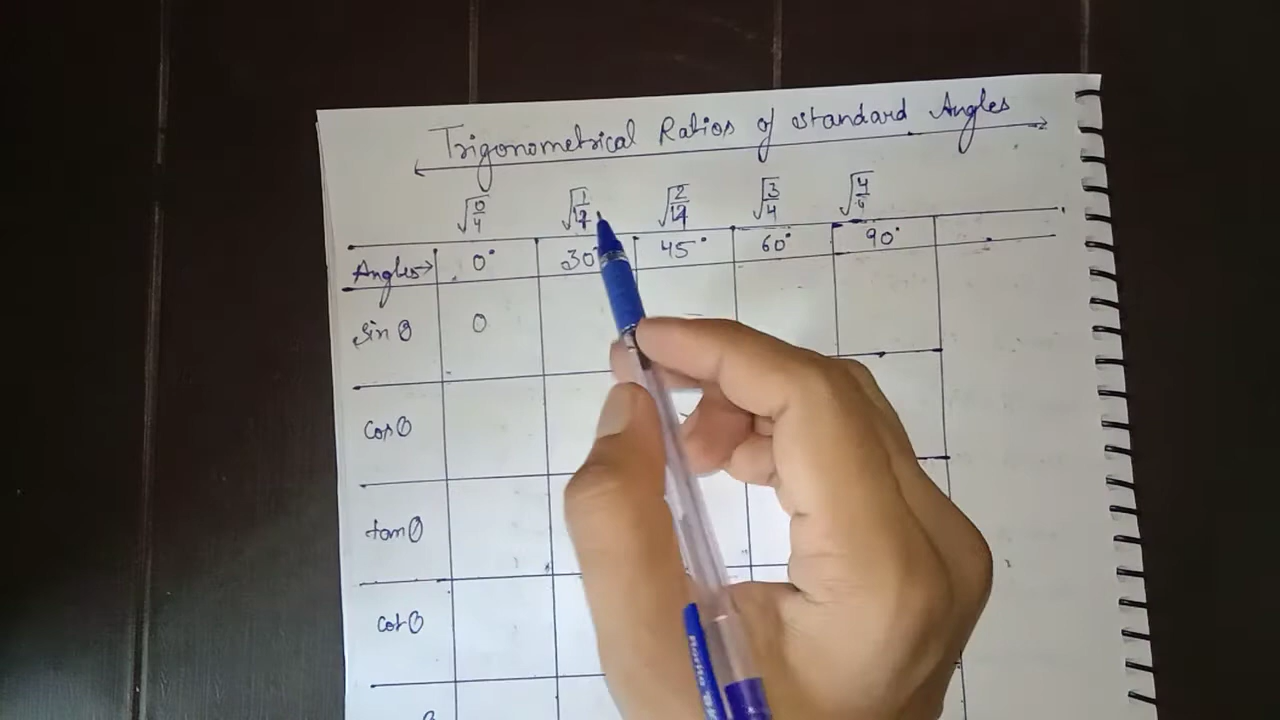 Trigonometrical Ratios of standard Angles
√0/4 √1/4 √2/4 √3/4 √4/4
Angles→ 0° 30° 45° 60° 90°
Sin θ 0
Cos θ
tan θ
Cot θ